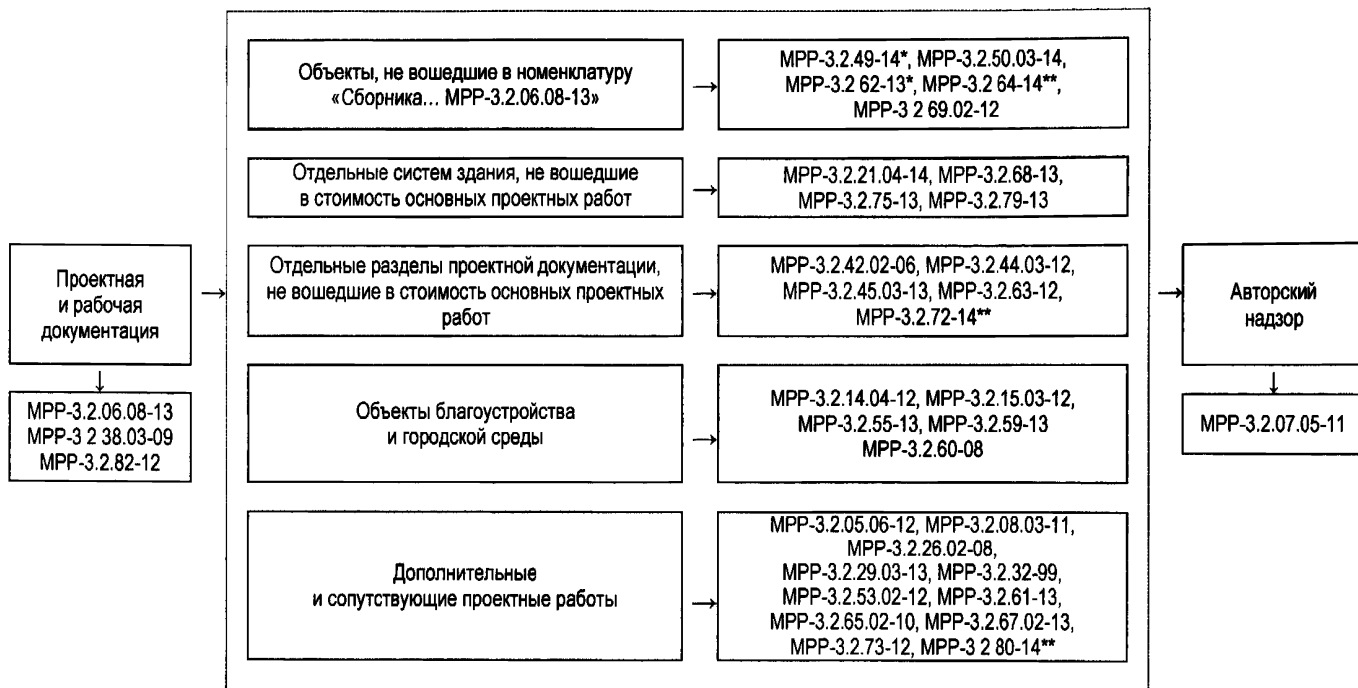 Объекты, не вошедшие в номенклатуру
«Сборника... МРР-3.2.06.08-13»
МРР-3.2.49-14*, МРР-3.2.50.03-14,
МРР-3.2 62-13*, МРР-3.2 64-14**,
МРР-3 2 69.02-12
Отдельные систем здания, не вошедшие
в стоимость основных проектных работ
МРР-3.2.21.04-14, МРР-3.2.68-13,
МРР-3.2.75-13, МРР-3.2.79-13
Проектная
и рабочая
документация
МРР-3.2.06.08-13
МРР-3 2 38.03-09
МРР-3.2.82-12
Отдельные разделы проектной документации,
не вошедшие в стоимость основных проектных
работ
МРР-3.2.42.02-06, МРР-3.2.44.03-12,
МРР-3.2.45.03-13, МРР-3.2.63-12,
МРР-3.2.72-14**
Авторский
надзор
МРР-3.2.07.05-11
Объекты благоустройства
и городской среды
МРР-3.2.14.04-12, МРР-3.2.15.03-12,
МРР-3.2.55-13, МРР-3.2.59-13
МРР-3.2.60-08
Дополнительные
и сопутствующие проектные работы
МРР-3.2.05.06-12, МРР-3.2.08.03-11,
МРР-3.2.26.02-08,
МРР-3.2.29.03-13, МРР-3.2.32-99,
МРР-3.2.53.02-12, МРР-3.2.61-13,
МРР-3.2.65.02-10, МРР-3.2.67.02-13,
МРР-3.2.73-12, МРР-3 2 80-14**